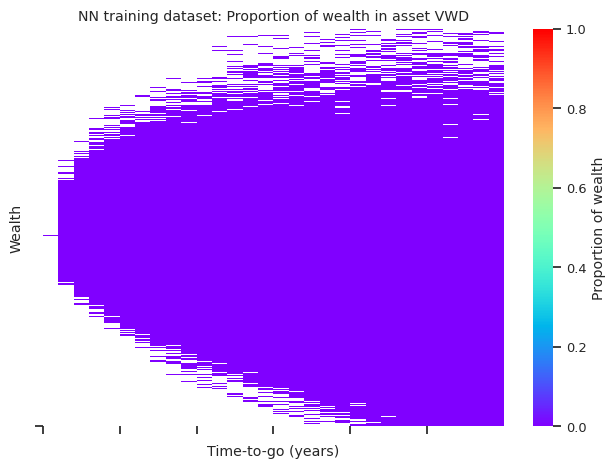 NN training dataset: Proportion of wealth in asset VWD
Wealth
Time-to-go (years)
1.0
0.8
0.6
0.4
0.2
0.0
Proportion of wealth